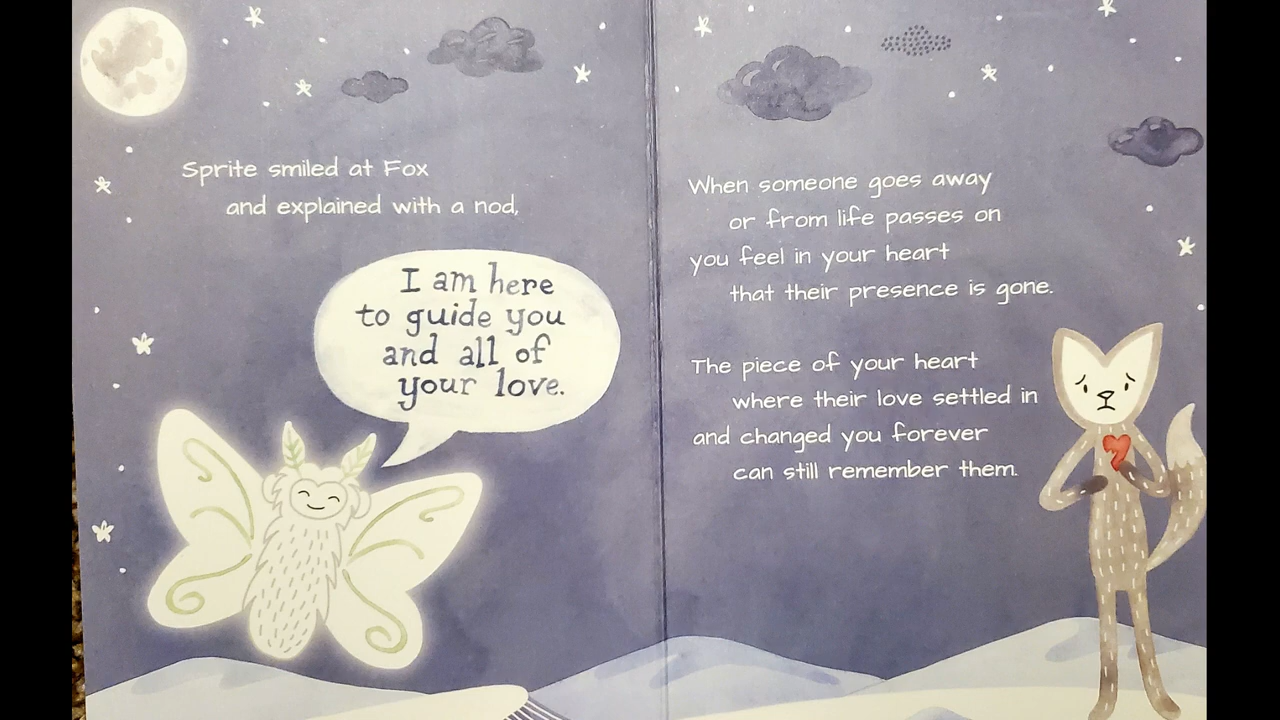 Sprite smiled at Fox
and explained with a nod,
I am here
to guide you
and all of
your love.
When someone goes away
or from life passes on
you feel in your heart
that their presence is gone.
The piece of your heart
where their love settled in
and changed you forever
can still remember them.